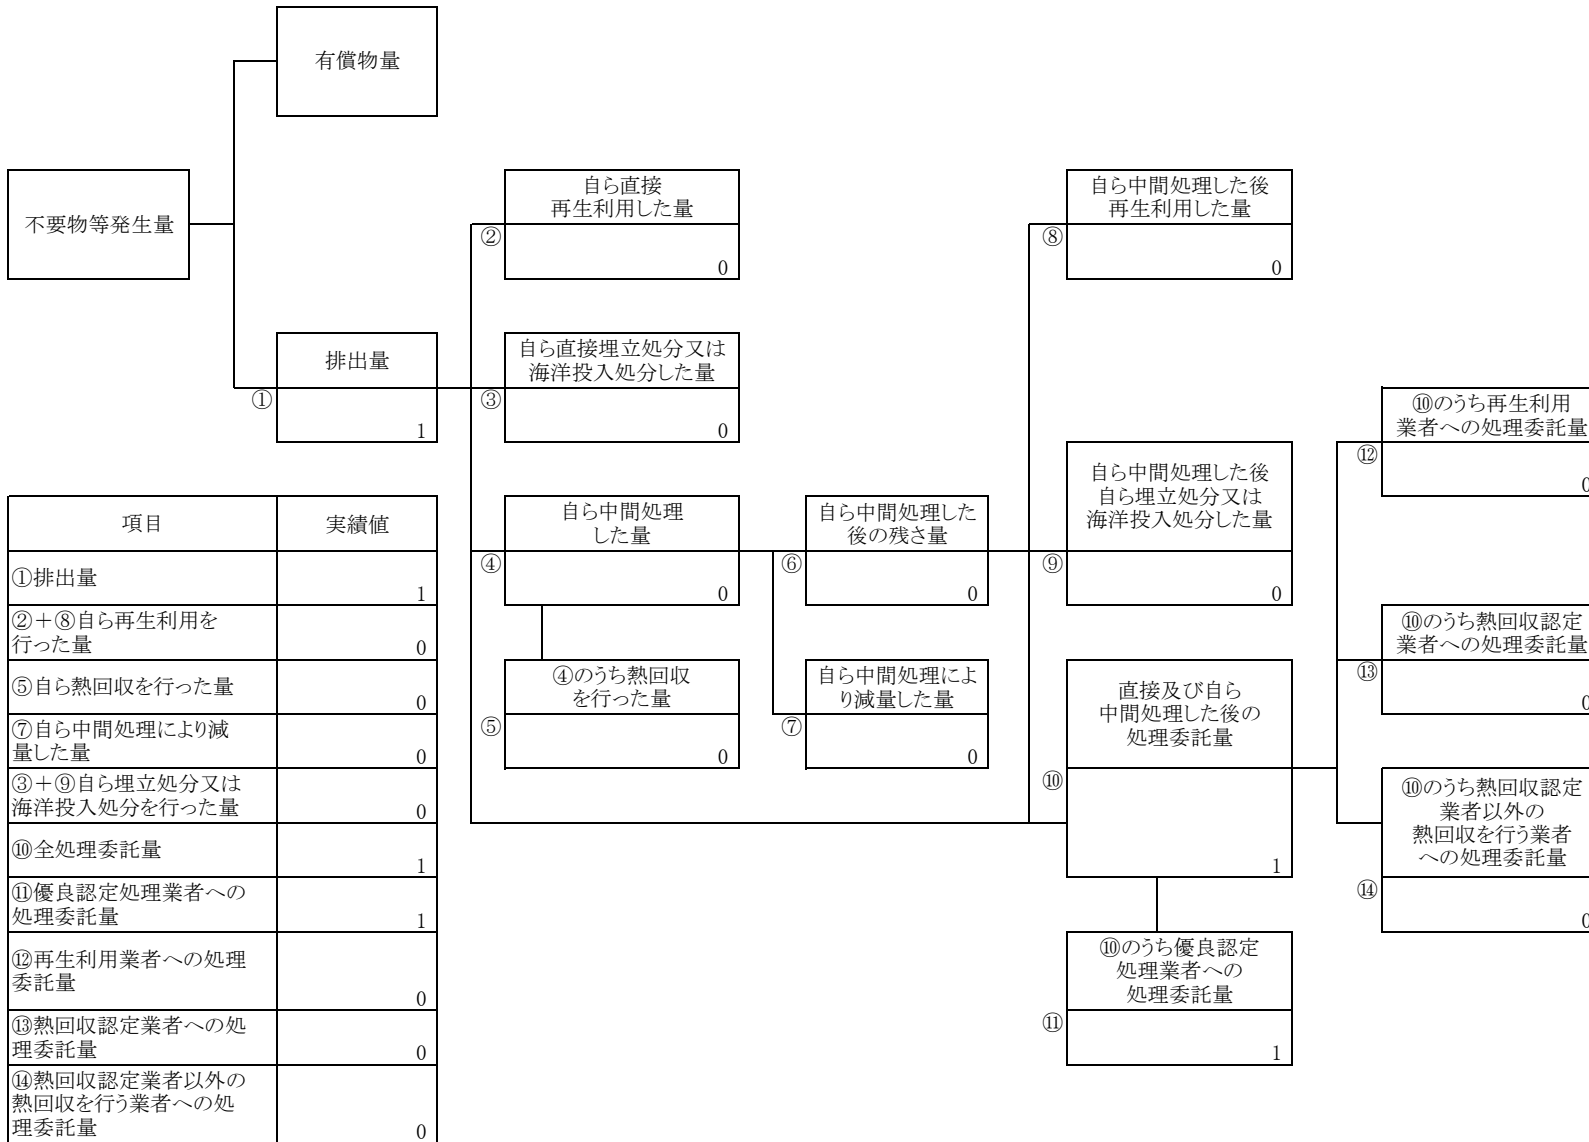 有償物量
不要物等発生量
排出量
①
1
自ら直接
再生利用した量
②
0
自ら直接埋立処分又は
海洋投入処分した量
③
0
自ら中間処理
した量
④
0
④のうち熱回収
を行った量
⑤
0
自ら中間処理した
後の残さ量
⑥
0
自ら中間処理によ
り減量した量
⑦
0
自ら中間処理した後
再生利用した量
⑧
0
自ら中間処理した後
自ら埋立処分又は
海洋投入処分した量
⑨
0
直接及び自ら
中間処理した後の
処理委託量
⑩
1
⑩のうち優良認定
処理業者への
処理委託量
⑪
1
⑩のうち再生利用
業者への処理委託量
⑫
0
⑩のうち熱回収認定
業者への処理委託量
⑬
0
⑩のうち熱回収認定
業者以外の
熱回収を行う業者
への処理委託量
⑭
0
項目 実績値
①排出量 1
②+⑧自ら再生利用を
行った量 0
⑤自ら熱回収を行った量 0
⑦自ら中間処理により減
量した量 0
③+⑨自ら埋立処分又は
海洋投入処分を行った量 0
⑩全処理委託量 1
⑪優良認定処理業者への
処理委託量 1
⑫再生利用業者への処理
委託量 0
⑬熱回収認定業者への処
理委託量 0
⑭熱回収認定業者以外の
熱回収を行う業者への処
理委託量 0